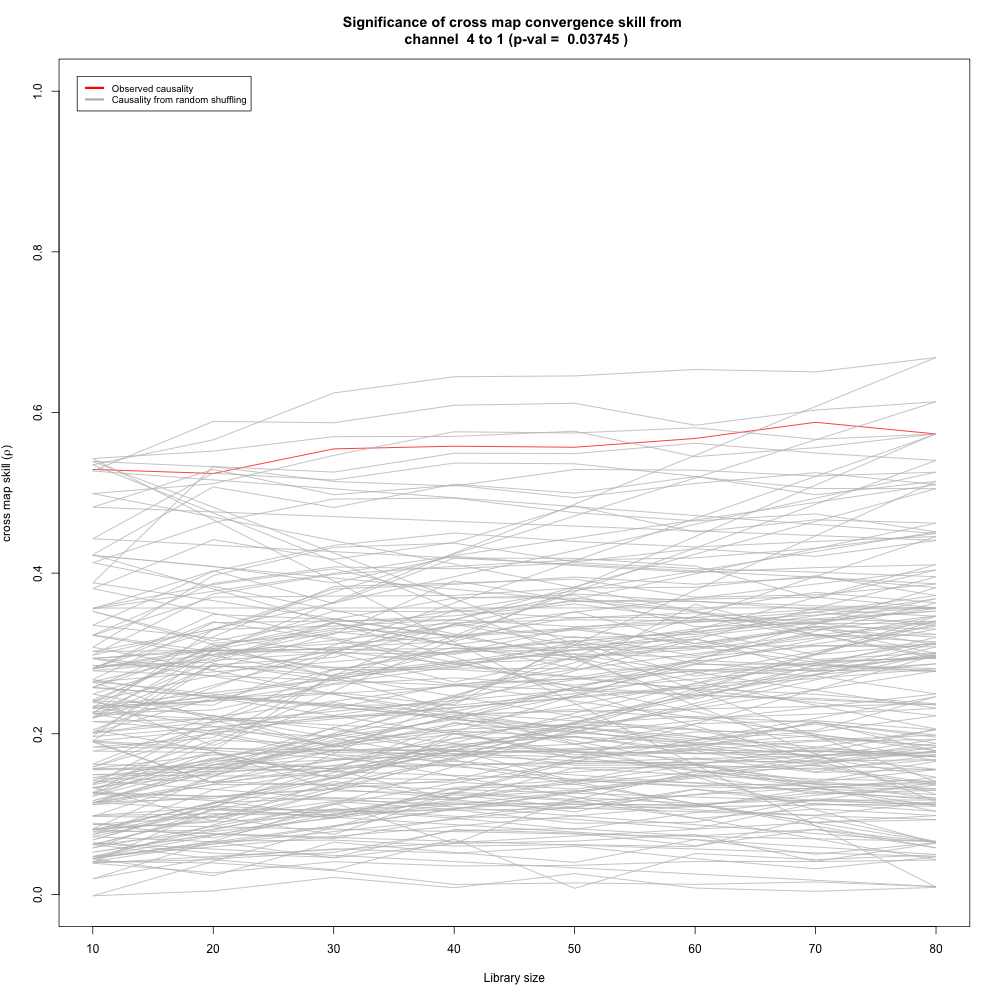 Significance of cross map convergence skill from
channel  4 to 1 (p-val =  0.03745 )
Observed causality
Causality from random shuffling
cross map skill (ρ)
1.0
0.8
0.6
0.4
0.2
0.0
10 20 30 40 50 60 70 80
Library size